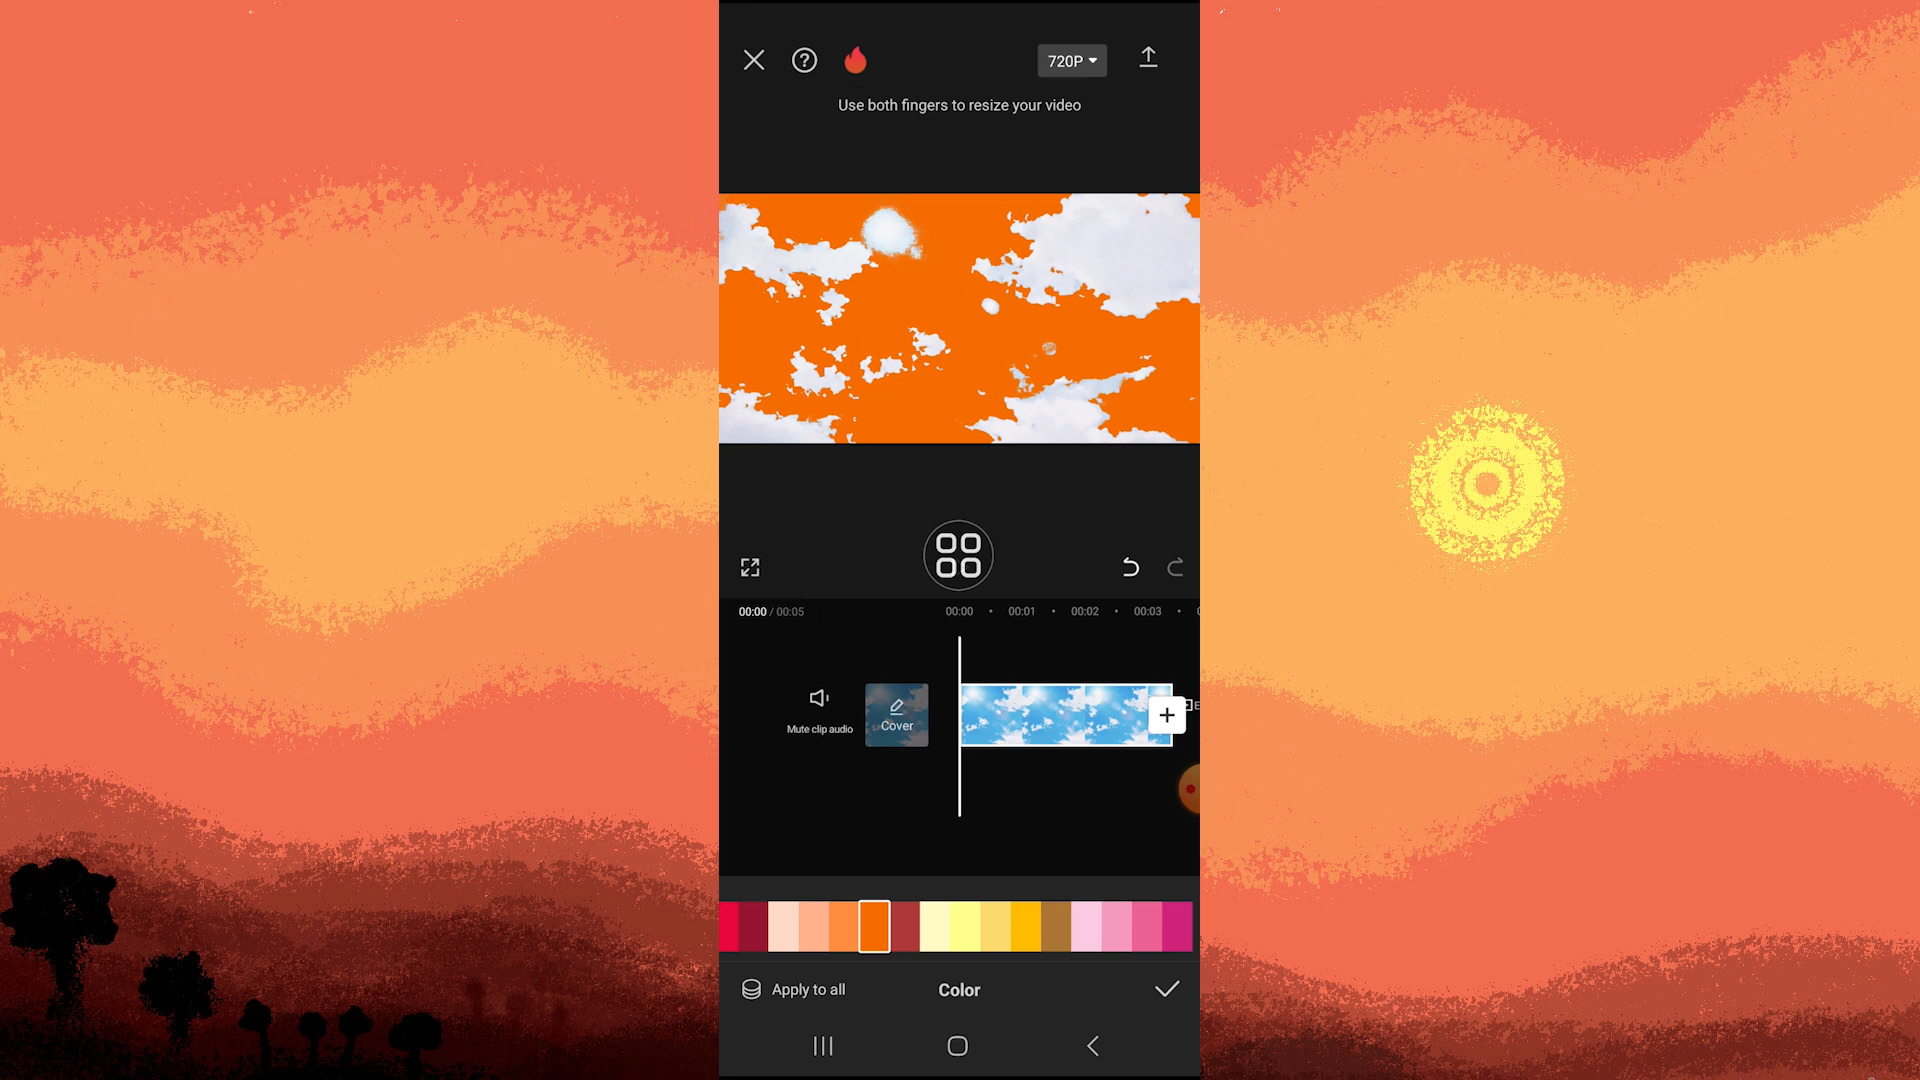 720P
Use both fingers to resize your video
00:00 / 00:05
00:00
00:01
00:02
00:03
Mute clip audio
Cover
Apply to all
Color